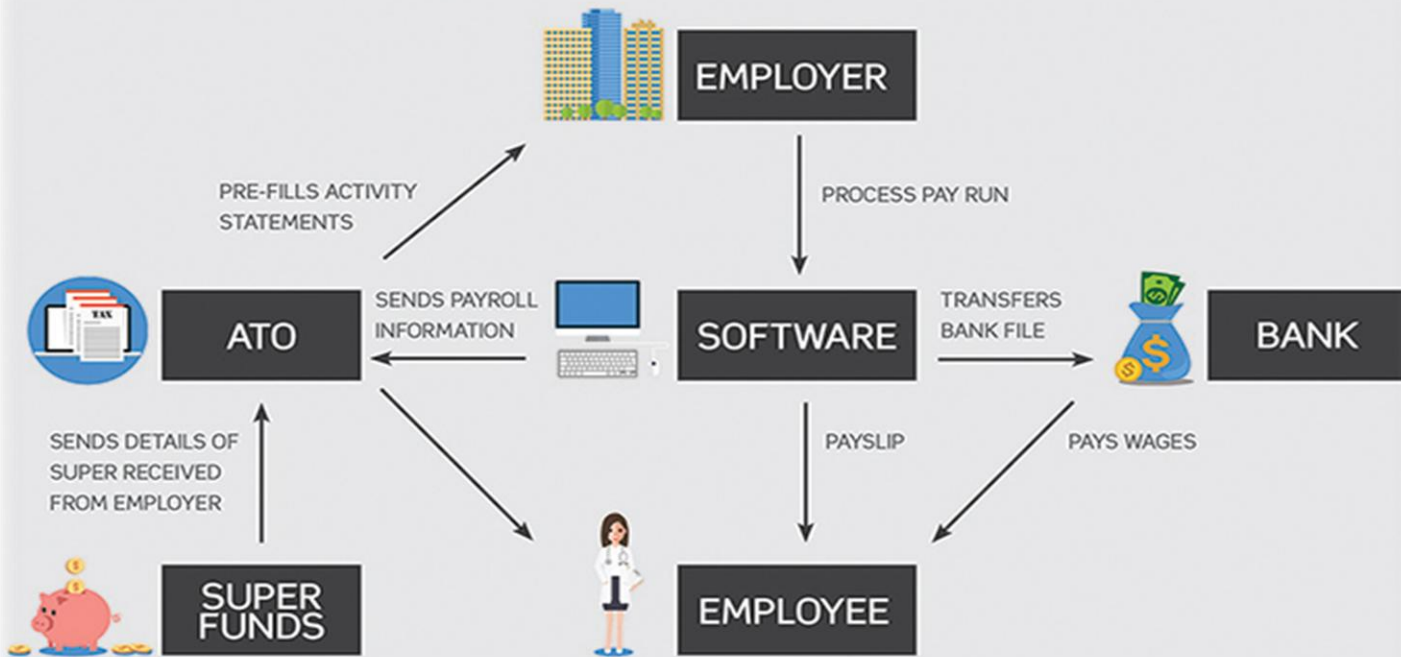 EMPLOYER
PRE-FILLS ACTIVITY
STATEMENTS
PROCESS PAY RUN
TAX
ATO
SENDS PAYROLL
INFORMATION
SOFTWARE
TRANSFERS
BANK FILE
$
$
$
BANK
SENDS DETAILS OF
SUPER RECEIVED
FROM EMPLOYER
PAYSLIP
PAYS WAGES
$
$
SUPER
FUNDS
EMPLOYEE